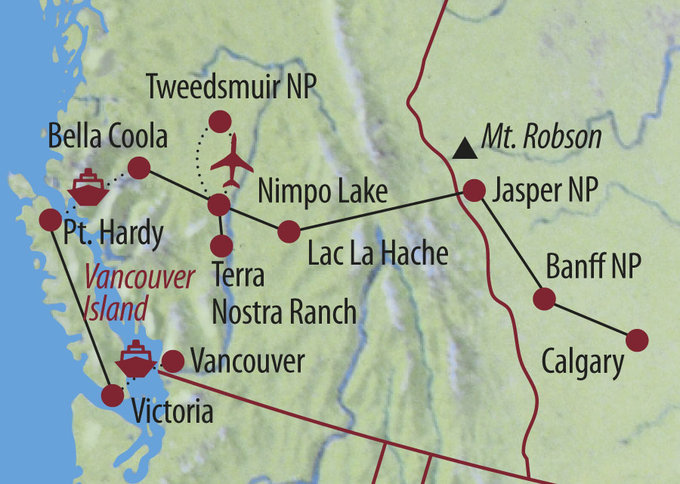 Tweedsmuir NP
Bella Coola
Mt. Robson
Nimpo Lake
Jasper NP
Pt. Hardy
Lac La Hache
Vancouver
Island
Terra
Nostra Ranch
Banff NP
Vancouver
Calgary
Victoria